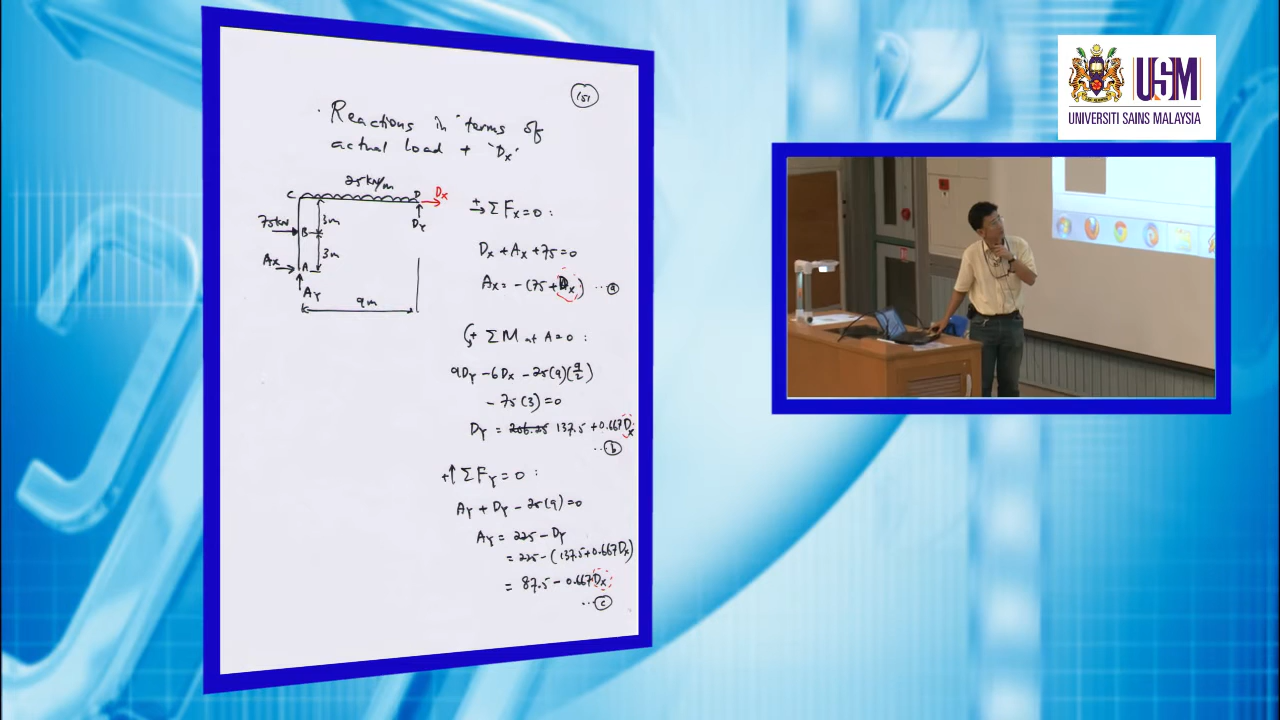 151
Reactions in terms of
actual load + 'Dx'
25 kN/m
C
D
Dx
Dy
75kN
B
3m
3m
Ax
A
Ay
9m
+→ ΣFx = 0 :
Dx + Ax + 75 = 0
Ax = -(75 + Dx) ...ⓐ
+ ΣM at A = 0 :
9Dy - 6Dx - 25(9)(9/2)
- 75(3) = 0
Dy = 137.5 + 0.667Dx
...ⓑ
+↑ ΣFy = 0 :
Ay + Dy - 25(9) = 0
Ay = 225 - Dy
= 225 - (137.5 + 0.667Dx)
= 87.5 - 0.667Dx
...ⓒ
USM
UNIVERSITI SAINS MALAYSIA